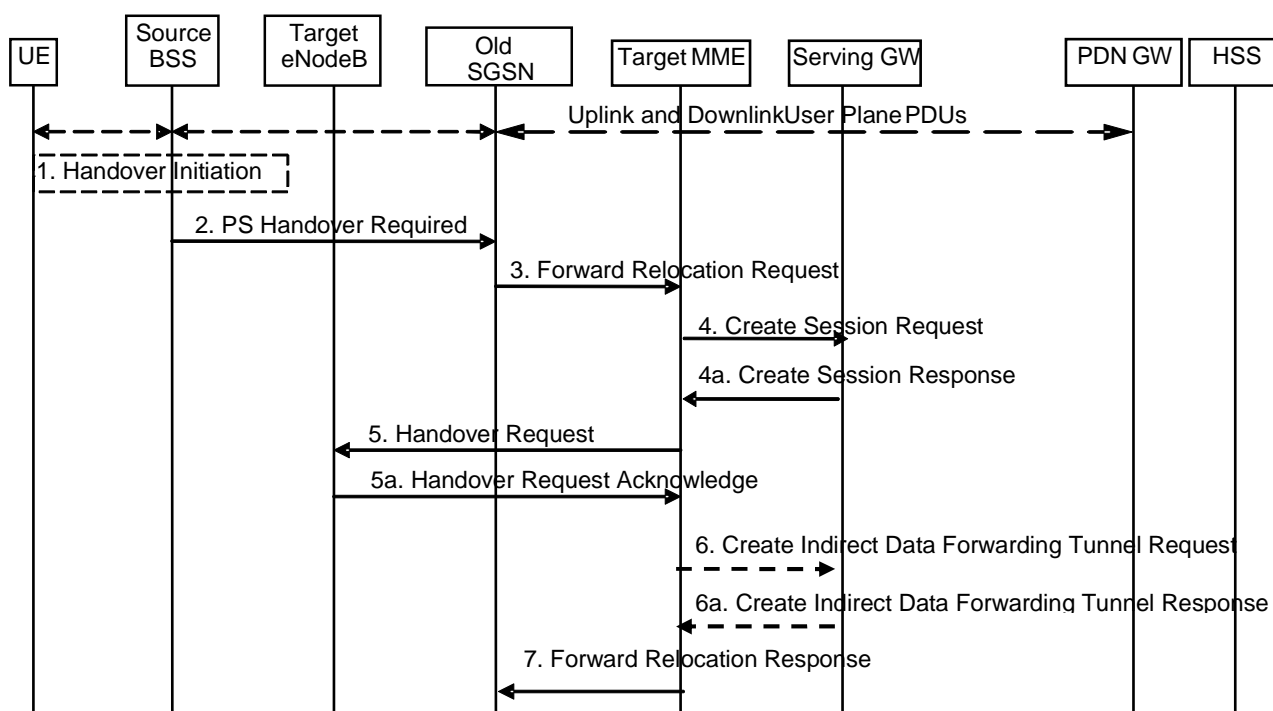 UE
Source
BSS
Target
eNodeB
Old
SGSN
Target MME
Serving GW
PDN GW
HSS
Uplink and DownlinkUser Plane PDUs
1. Handover Initiation
2. PS Handover Required
3. Forward Relocation Request
4. Create Session Request
4a. Create Session Response
5. Handover Request
5a. Handover Request Acknowledge
6. Create Indirect Data Forwarding Tunnel Request
6a. Create Indirect Data Forwarding Tunnel Response
7. Forward Relocation Response